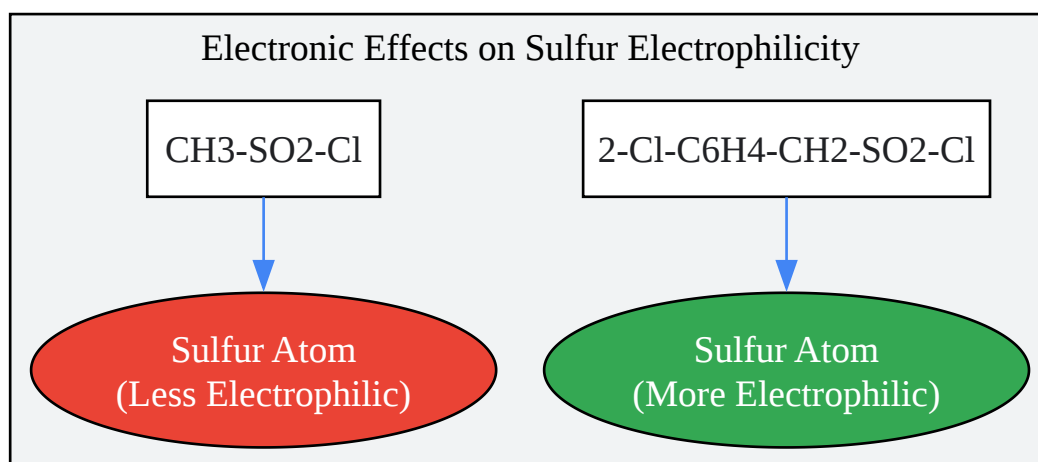 Electronic Effects on Sulfur Electrophilicity
CH3-SO2-Cl
2-Cl-C6H4-CH2-SO2-Cl
Sulfur Atom
(Less Electrophilic)
Sulfur Atom
(More Electrophilic)